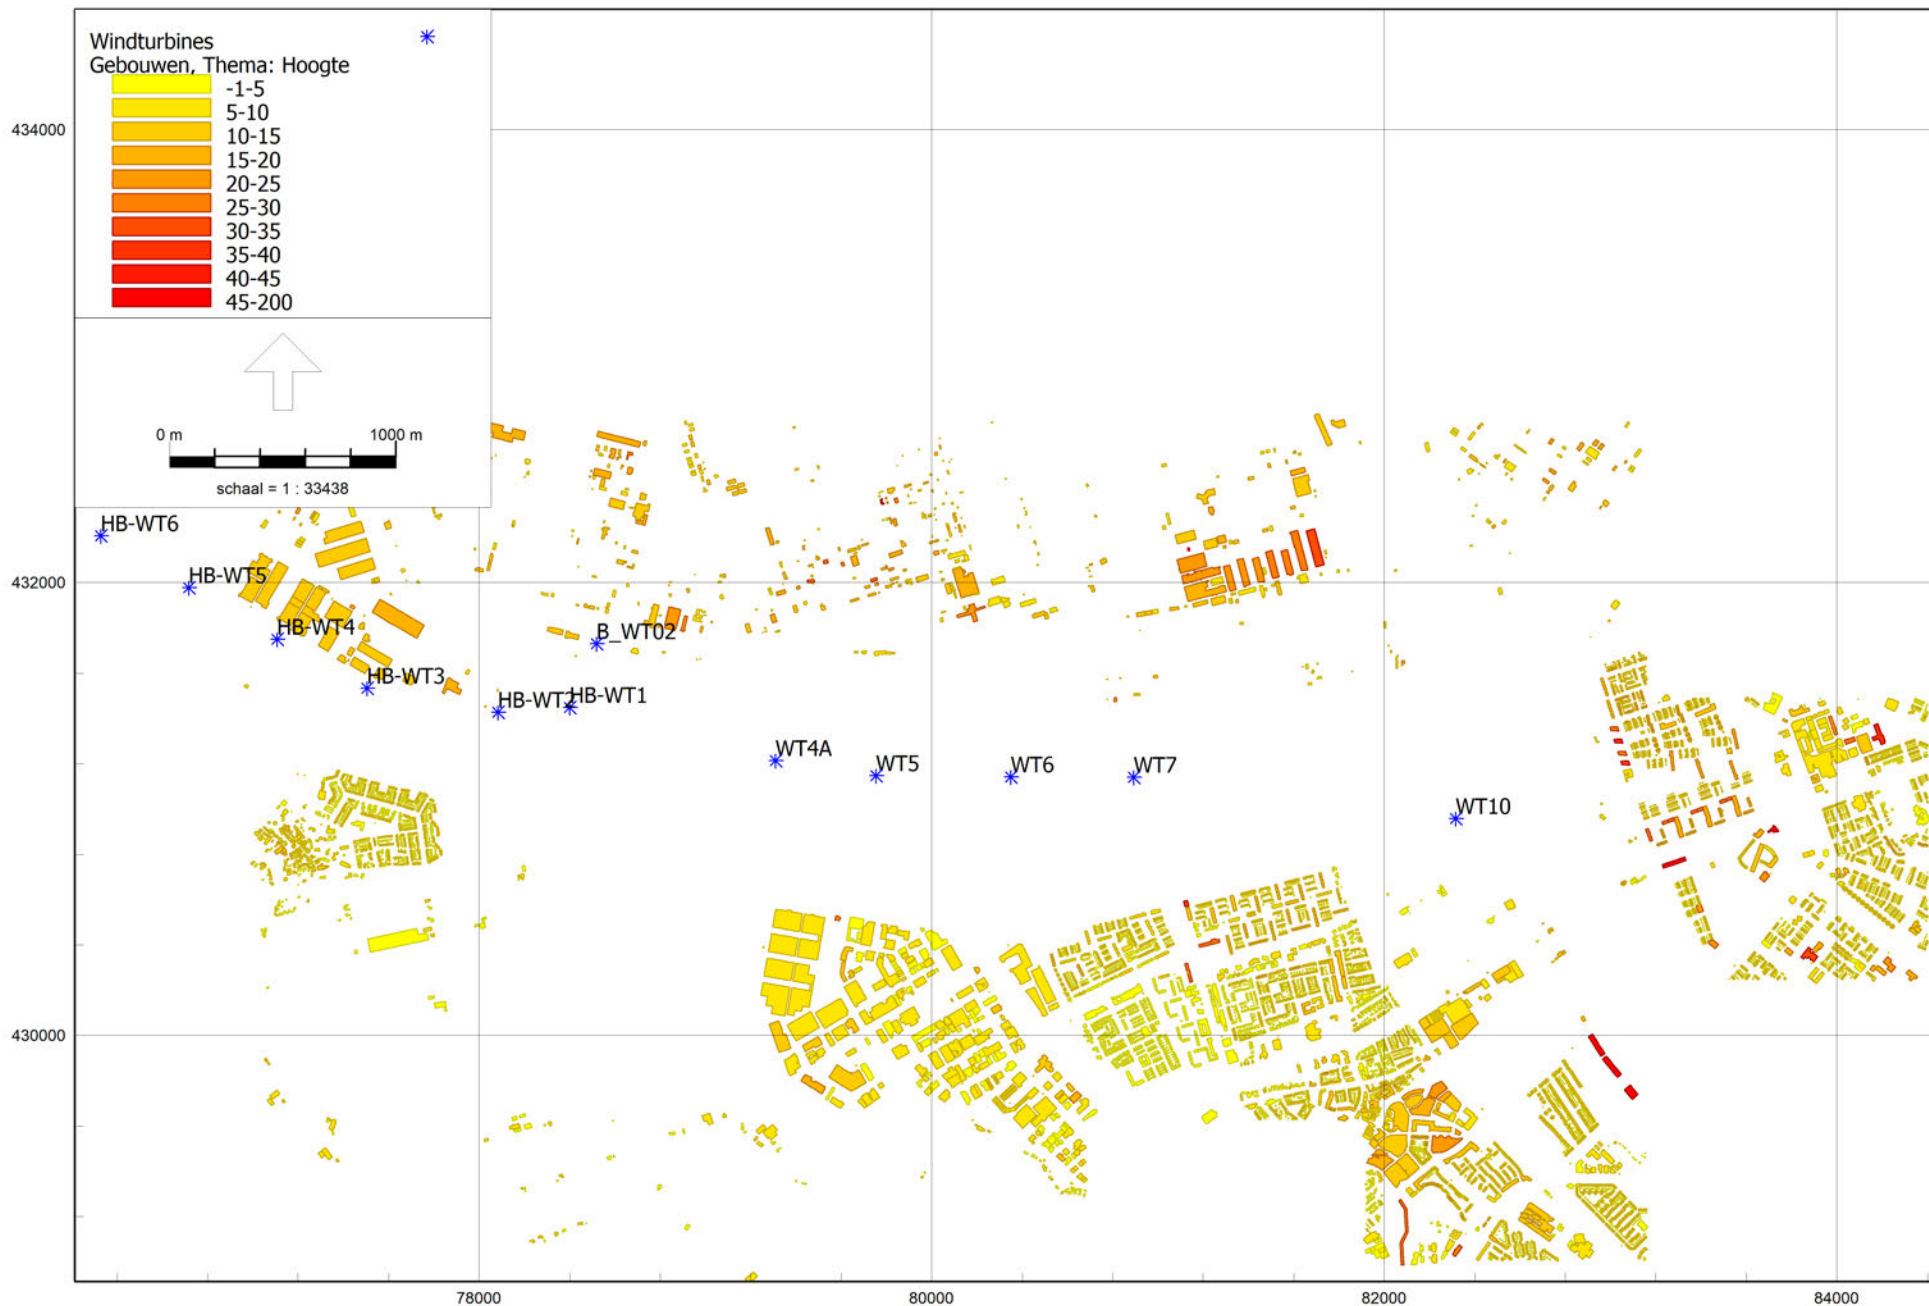 Windturbines
Gebouwen, Thema: Hoogte
-1-5
5-10
10-15
15-20
20-25
25-30
30-35
35-40
40-45
45-200
0 m 1000 m
schaal = 1 : 33438
434000
432000
430000
HB-WT6
HB-WT5
HB-WT4
B_WT02
HB-WT3
HB-WT2
HB-WT1
WT4A
WT5
WT6
WT7
WT10
78000 80000 82000 84000